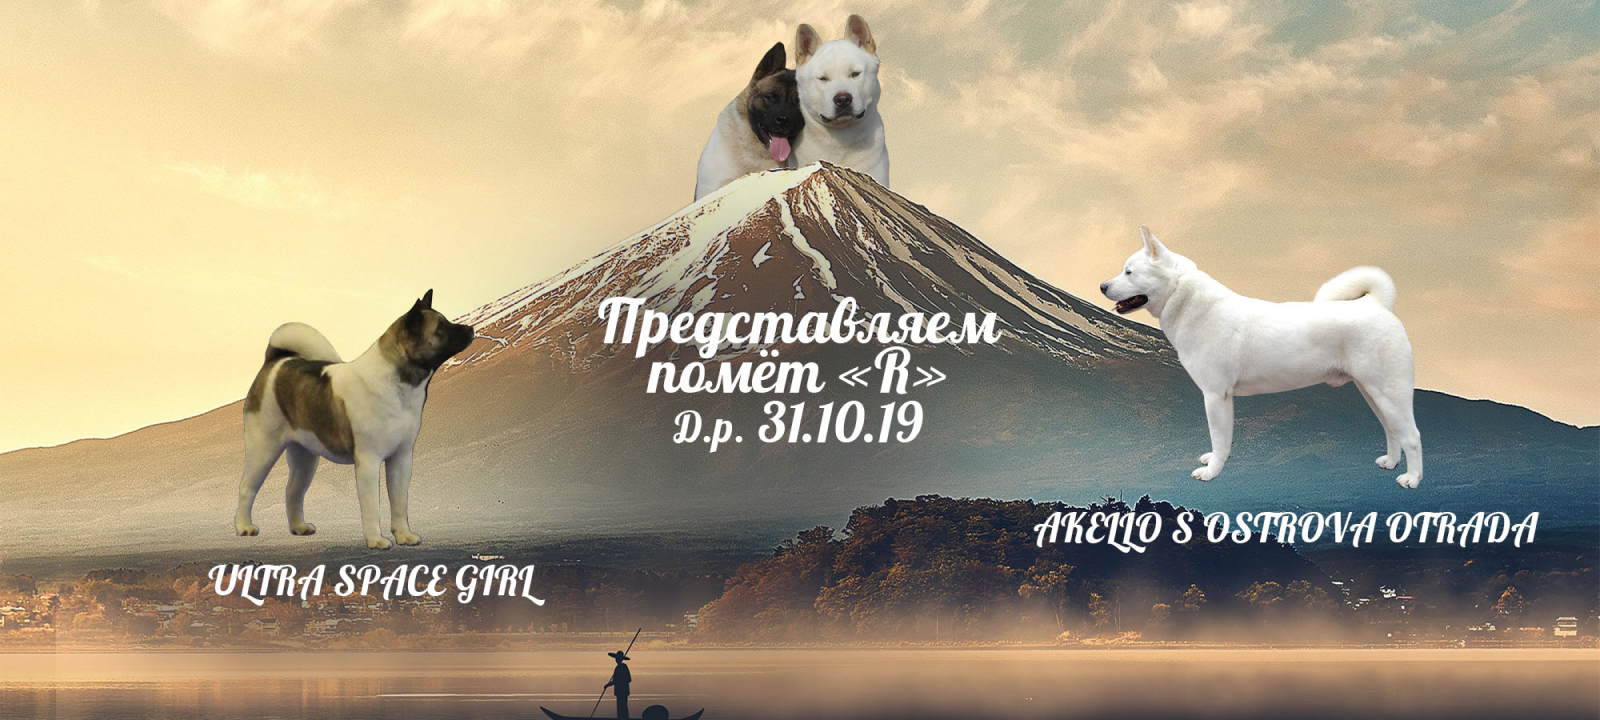 Представляем
помёт «R»
Д.р. 31.10.19
AKELLO S OSTROVA OTRADA
ULTRA SPACE GIRL